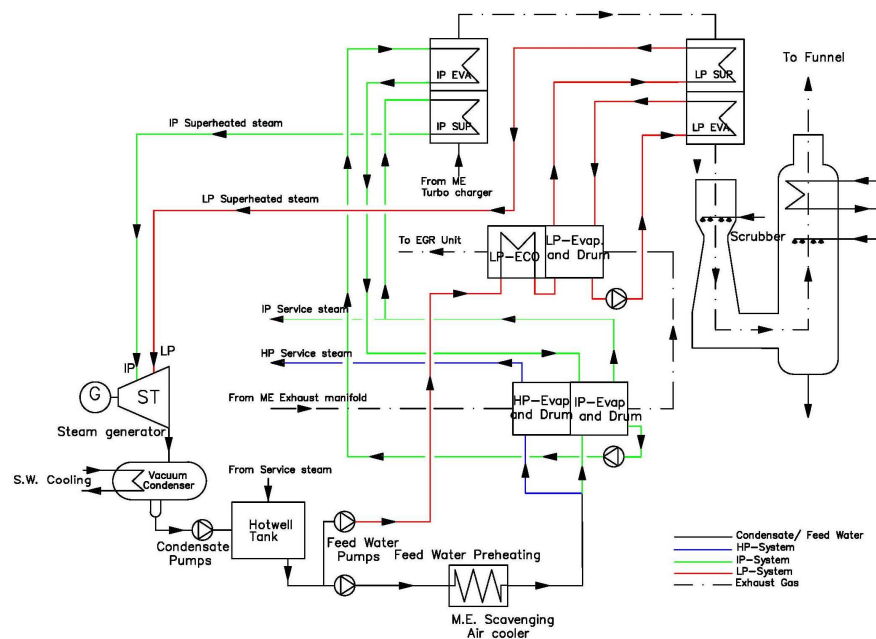 To Funnel
IP EVA
LP SUP
IP SUP
LP EVA
IP Superheated steam
From ME
Turbo charger
LP Superheated steam
Scrubber
To EGR Unit
LP-ECO
LP-Evap.
and Drum
IP Service steam
HP Service steam
IP
LP
G
ST
From ME Exhaust manifold
HP-Evap
and Drum
IP-Evap
and Drum
Steam generator
S.W. Cooling
Vacuum
Condenser
From Service steam
Hotwell
Tank
Condensate
Pumps
Feed Water
Pumps
Feed Water Preheating
M.E. Scavenging
Air cooler
Condensate/ Feed Water
HP-System
IP-System
LP-System
Exhaust Gas